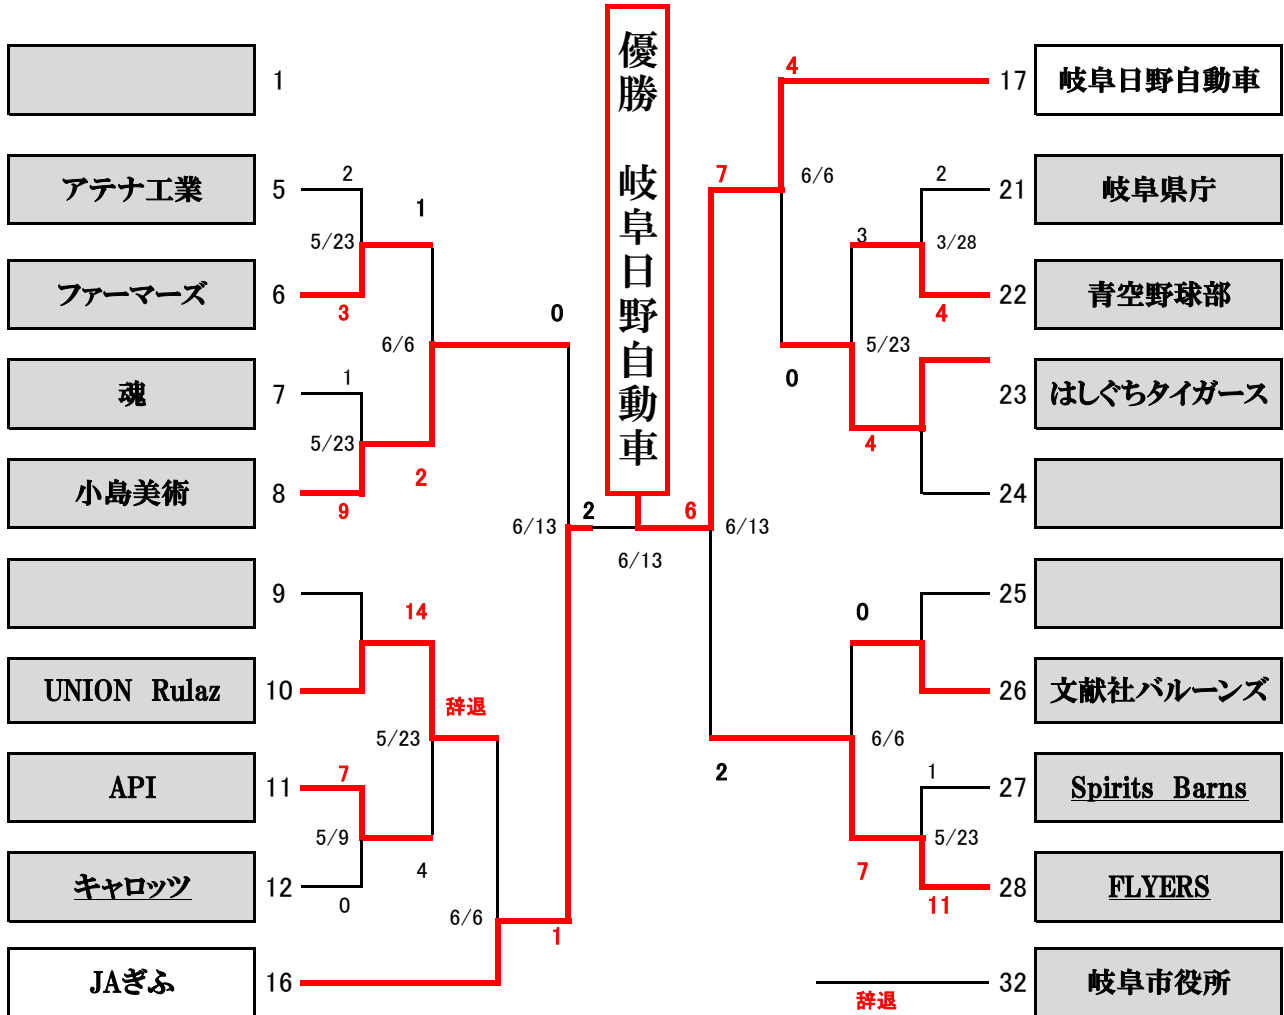 優勝 岐阜日野自動車
1
アテナ工業 5 2
5/23
1
ファーマーズ 6 3
6/6
0
魂 7 1
5/23
2
小島美術 8 9
6/13
2
9
14
UNION Rulaz 10
辞退
5/23
API 11 7
5/9
4
キャロッツ 12 0
6/6
1
JAぎふ 16
6/13
4
17 岐阜日野自動車
7
6/6
2 21 岐阜県庁
3
3/28
4 22 青空野球部
5/23
0
23 はしぐちタイガース
4
24
6
6/13
25
0
26 文献社バルーンズ
6/6
2
1 27 Spirits Barns
5/23
7
11 28 FLYERS
辞退 32 岐阜市役所